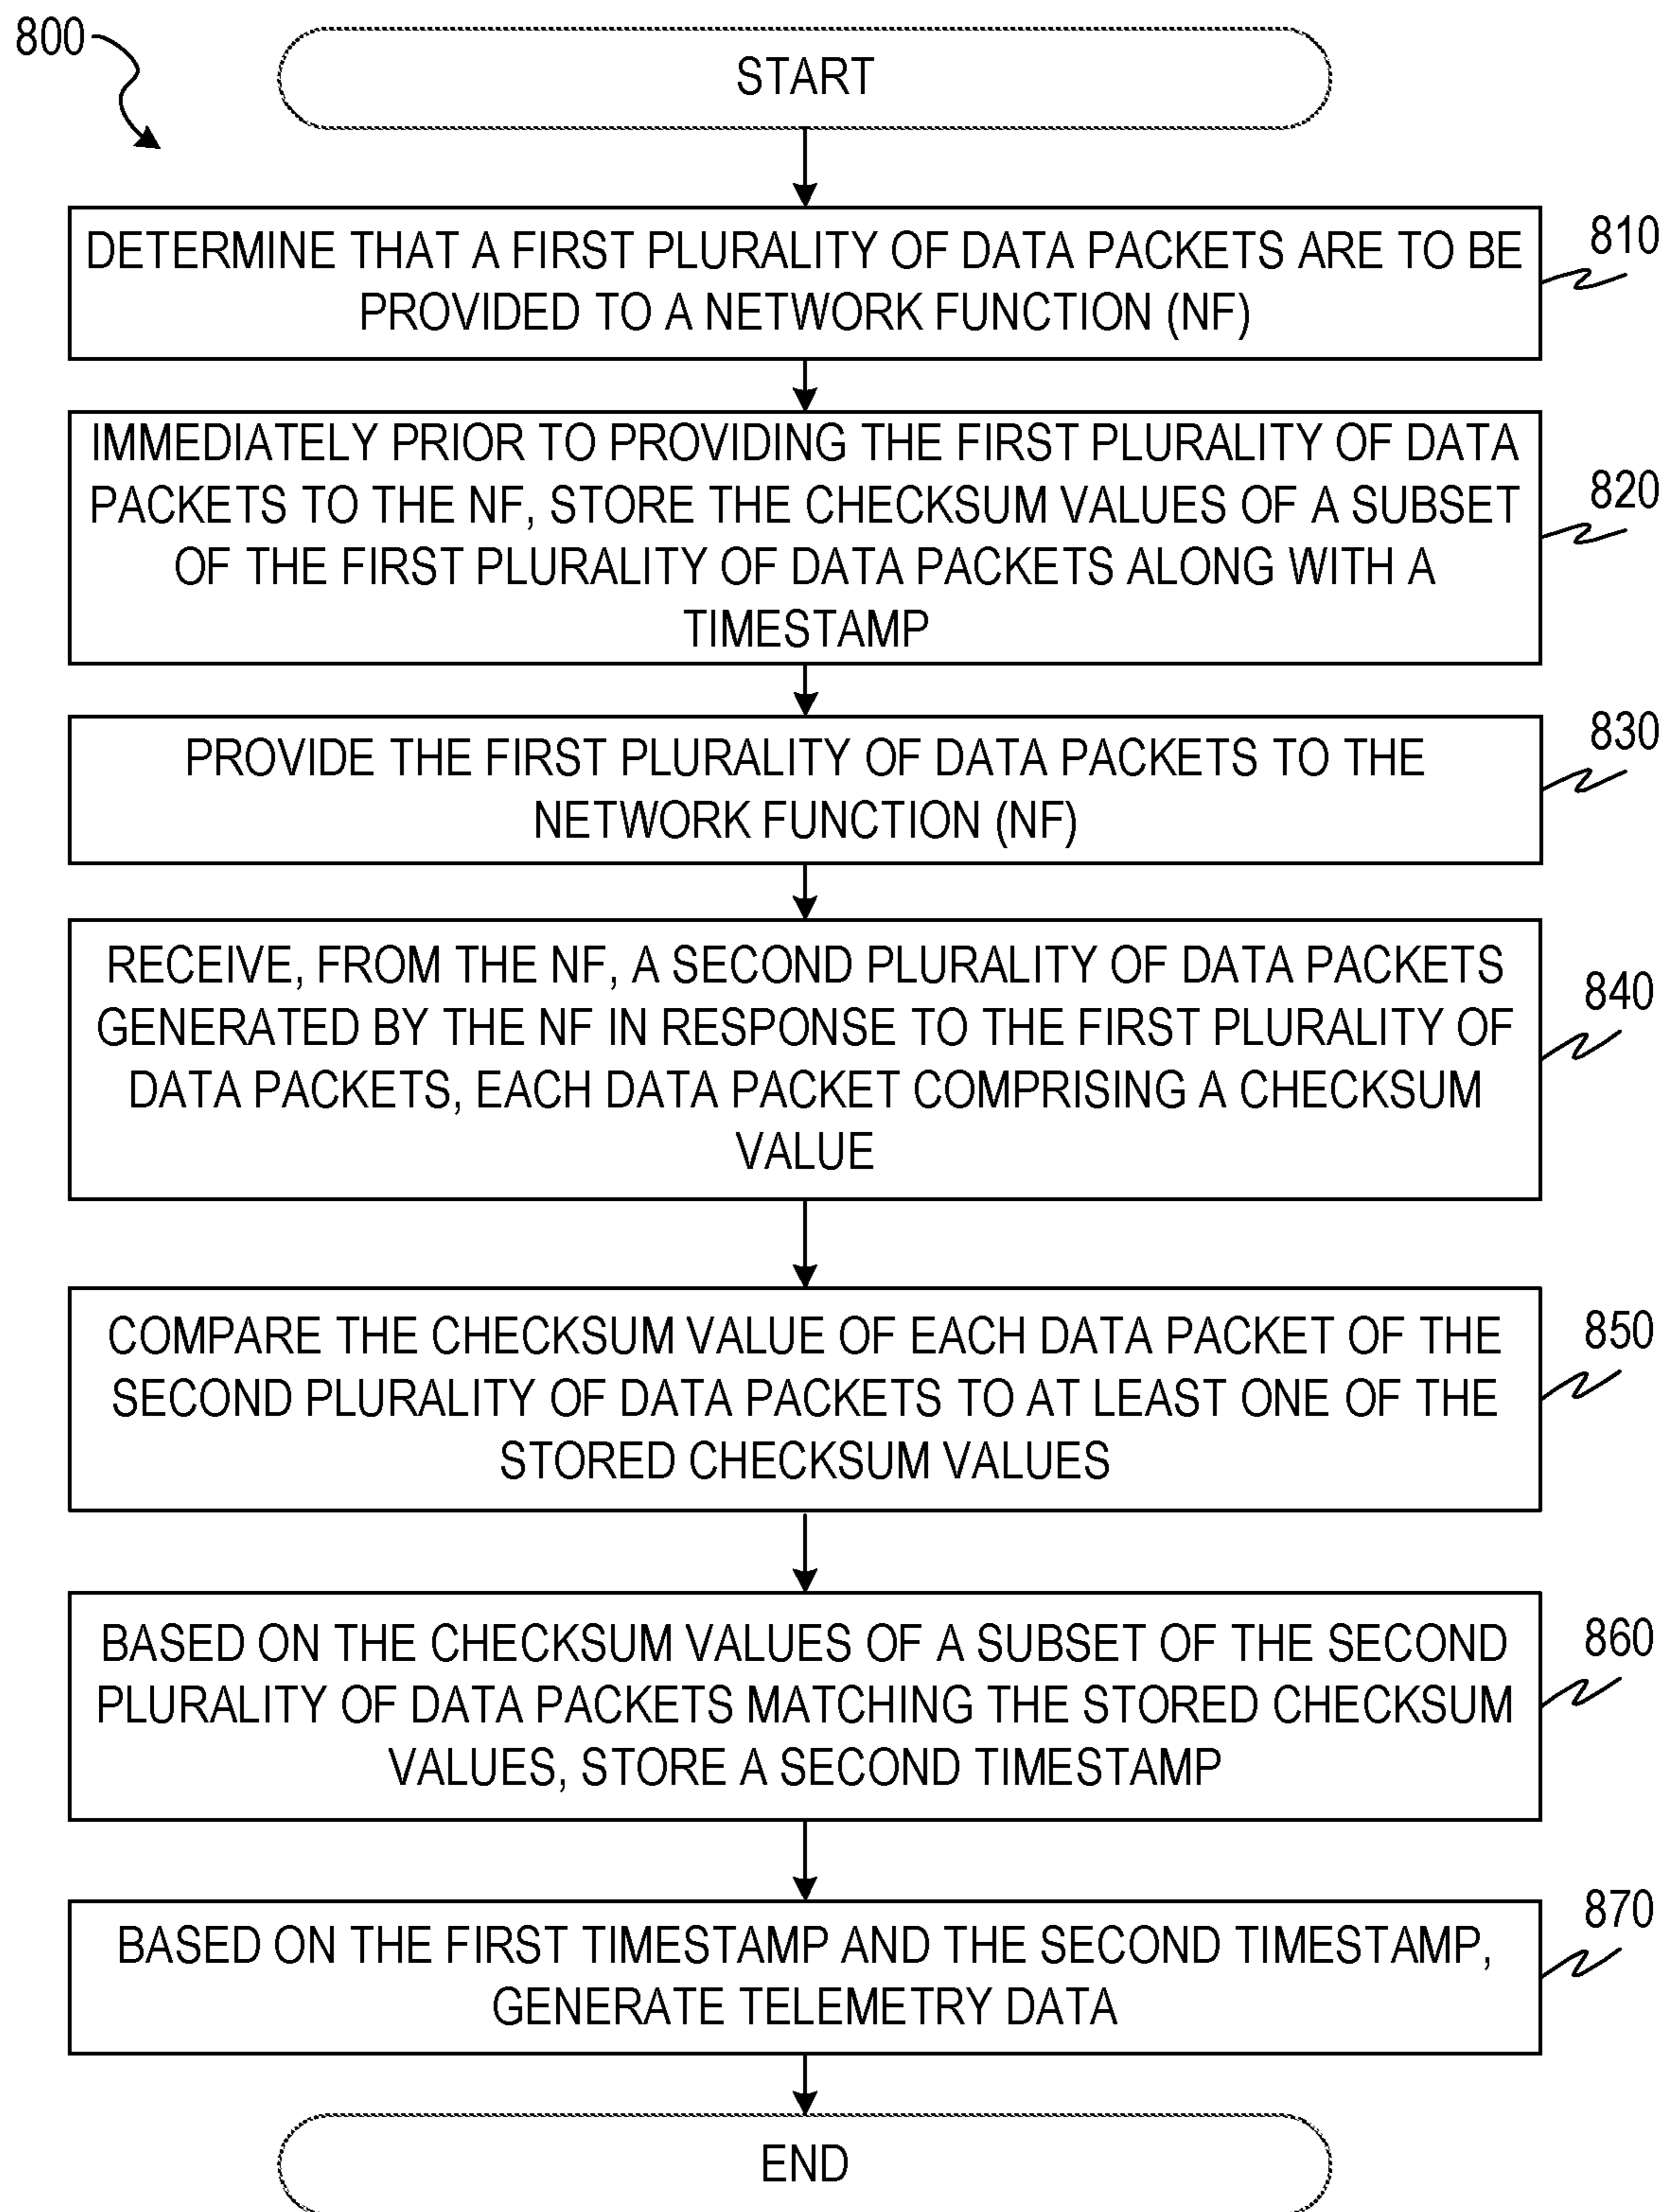 800
START
DETERMINE THAT A FIRST PLURALITY OF DATA PACKETS ARE TO BE
PROVIDED TO A NETWORK FUNCTION (NF)
810
IMMEDIATELY PRIOR TO PROVIDING THE FIRST PLURALITY OF DATA
PACKETS TO THE NF, STORE THE CHECKSUM VALUES OF A SUBSET
OF THE FIRST PLURALITY OF DATA PACKETS ALONG WITH A
TIMESTAMP
820
PROVIDE THE FIRST PLURALITY OF DATA PACKETS TO THE
NETWORK FUNCTION (NF)
830
RECEIVE, FROM THE NF, A SECOND PLURALITY OF DATA PACKETS
GENERATED BY THE NF IN RESPONSE TO THE FIRST PLURALITY OF
DATA PACKETS, EACH DATA PACKET COMPRISING A CHECKSUM
VALUE
840
COMPARE THE CHECKSUM VALUE OF EACH DATA PACKET OF THE
SECOND PLURALITY OF DATA PACKETS TO AT LEAST ONE OF THE
STORED CHECKSUM VALUES
850
BASED ON THE CHECKSUM VALUES OF A SUBSET OF THE SECOND
PLURALITY OF DATA PACKETS MATCHING THE STORED CHECKSUM
VALUES, STORE A SECOND TIMESTAMP
860
BASED ON THE FIRST TIMESTAMP AND THE SECOND TIMESTAMP,
GENERATE TELEMETRY DATA
870
END